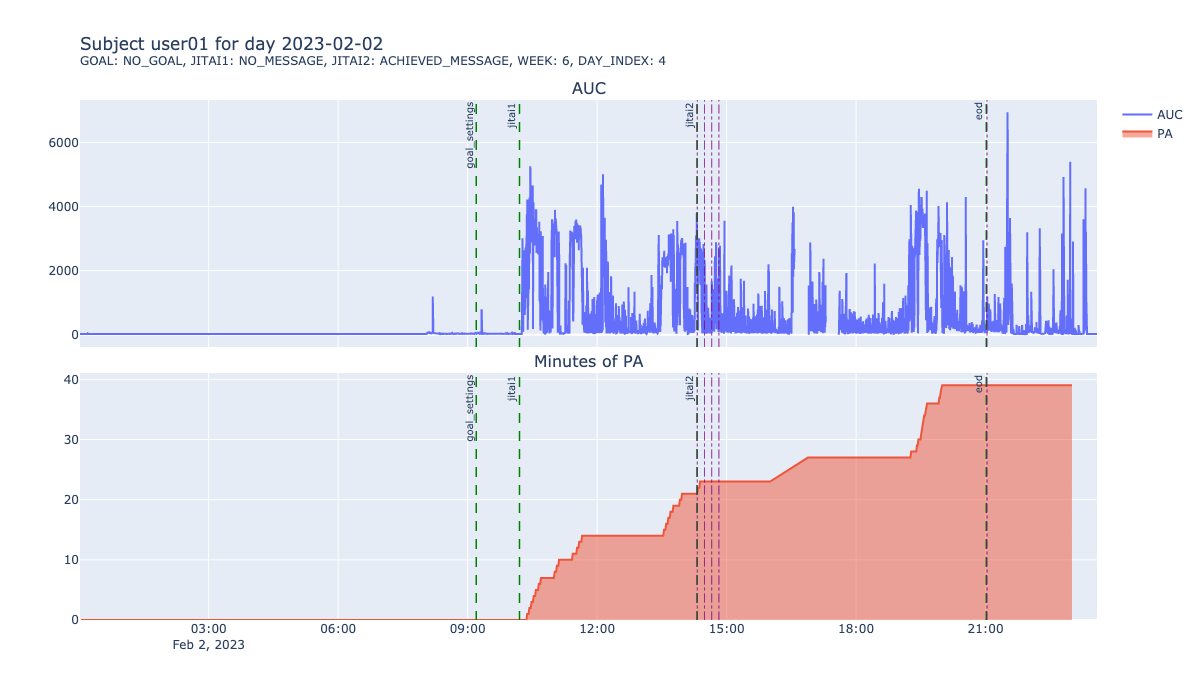 Subject user01 for day 2023-02-02
GOAL: NO_GOAL, JITAI1: NO_MESSAGE, JITAI2: ACHIEVED_MESSAGE, WEEK: 6, DAY_INDEX: 4
AUC
goal_settings
jitai1
jitai2
eod
AUC
PA
6000
4000
2000
0
Minutes of PA
goal_settings
jitai1
jitai2
eod
40
30
20
10
0
03:00 06:00 09:00 12:00 15:00 18:00 21:00
Feb 2, 2023